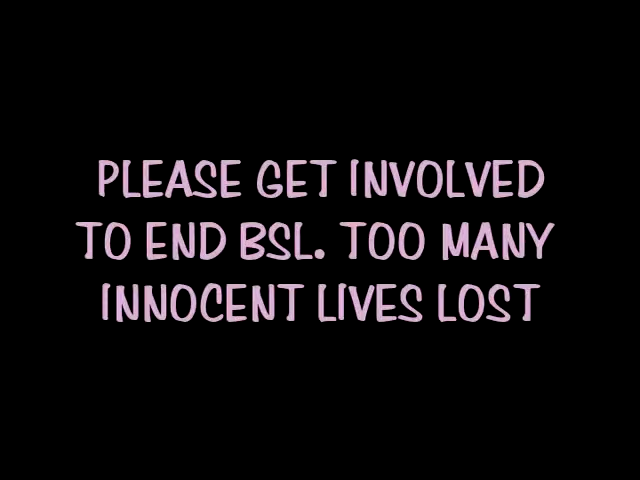 PLEASE GET INVOLVED
TO END BSL. TOO MANY
INNOCENT LIVES LOST